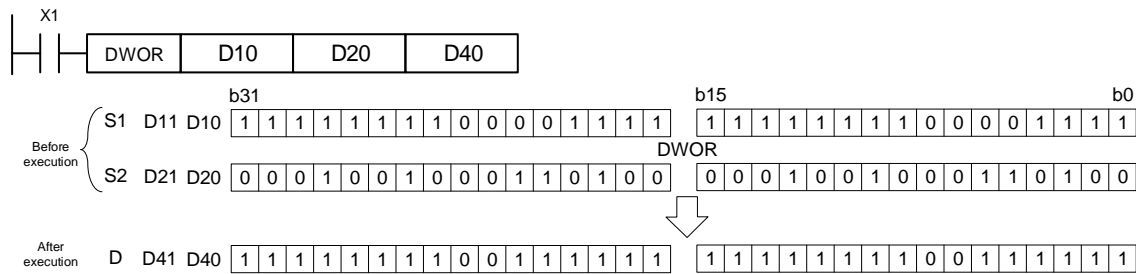 X1
DWOR D10 D20 D40
b31 b15 b0
S1 D11 D10 1 1 1 1 1 1 1 1 0 0 0 0 1 1 1 1 1 1 1 1 1 1 1 1 0 0 0 0 1 1 1 1
Before
execution
DWOR
S2 D21 D20 0 0 0 1 0 0 1 0 0 0 1 1 0 1 0 0 0 0 0 1 0 0 1 0 0 0 1 1 0 1 0 0
After
execution
D D41 D40 1 1 1 1 1 1 1 1 0 0 1 1 1 1 1 1 1 1 1 1 1 1 1 1 0 0 1 1 1 1 1 1